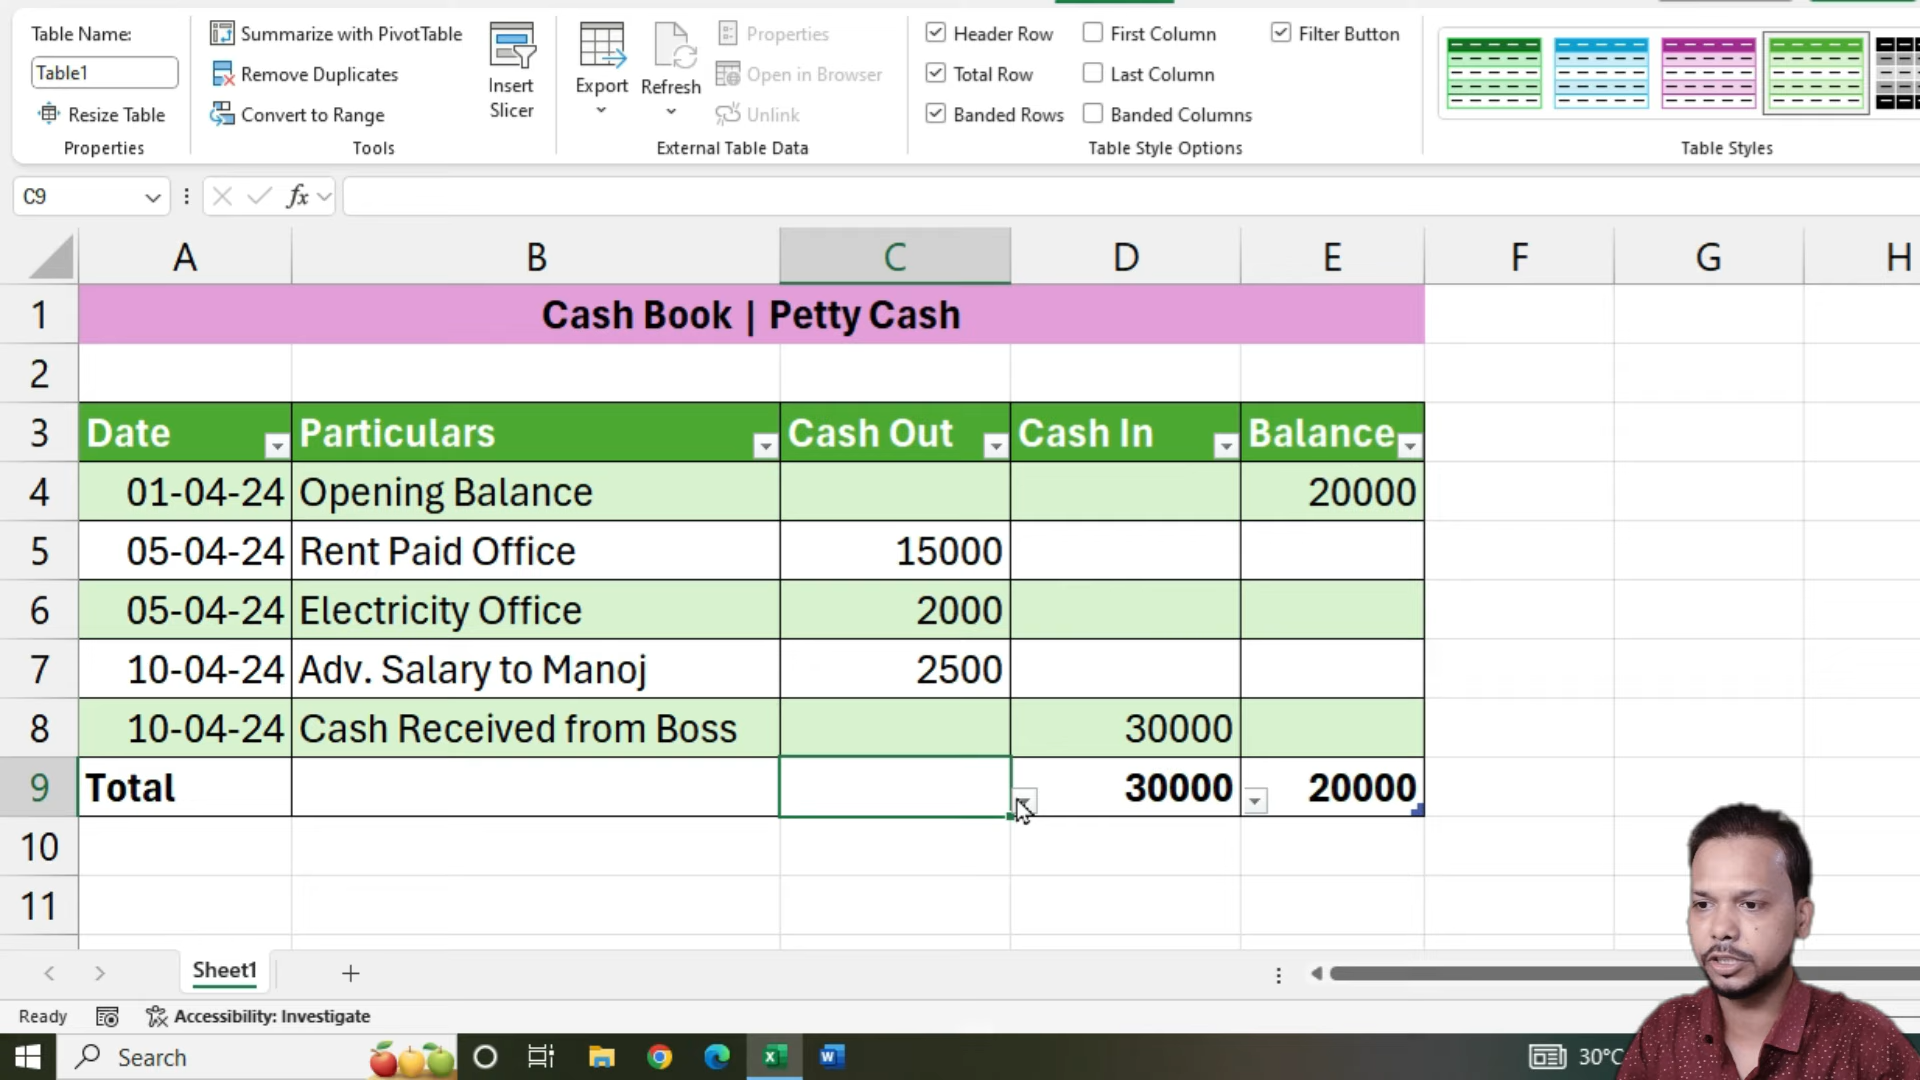 Table Name:
Table1
Resize Table
Properties
Summarize with PivotTable
Remove Duplicates
Convert to Range
Tools
Insert
Slicer
Export
Refresh
Properties
Open in Browser
Unlink
External Table Data
Header Row
Total Row
Banded Rows
First Column
Last Column
Banded Columns
Filter Button
Table Style Options
Table Styles
C9
fx
A B C D E F G H
1 Cash Book | Petty Cash
2
3 Date Particulars Cash Out Cash In Balance
4 01-04-24 Opening Balance 20000
5 05-04-24 Rent Paid Office 15000
6 05-04-24 Electricity Office 2000
7 10-04-24 Adv. Salary to Manoj 2500
8 10-04-24 Cash Received from Boss 30000
9 Total 30000 20000
10
11
Sheet1
Ready
Accessibility: Investigate
Search
30°C